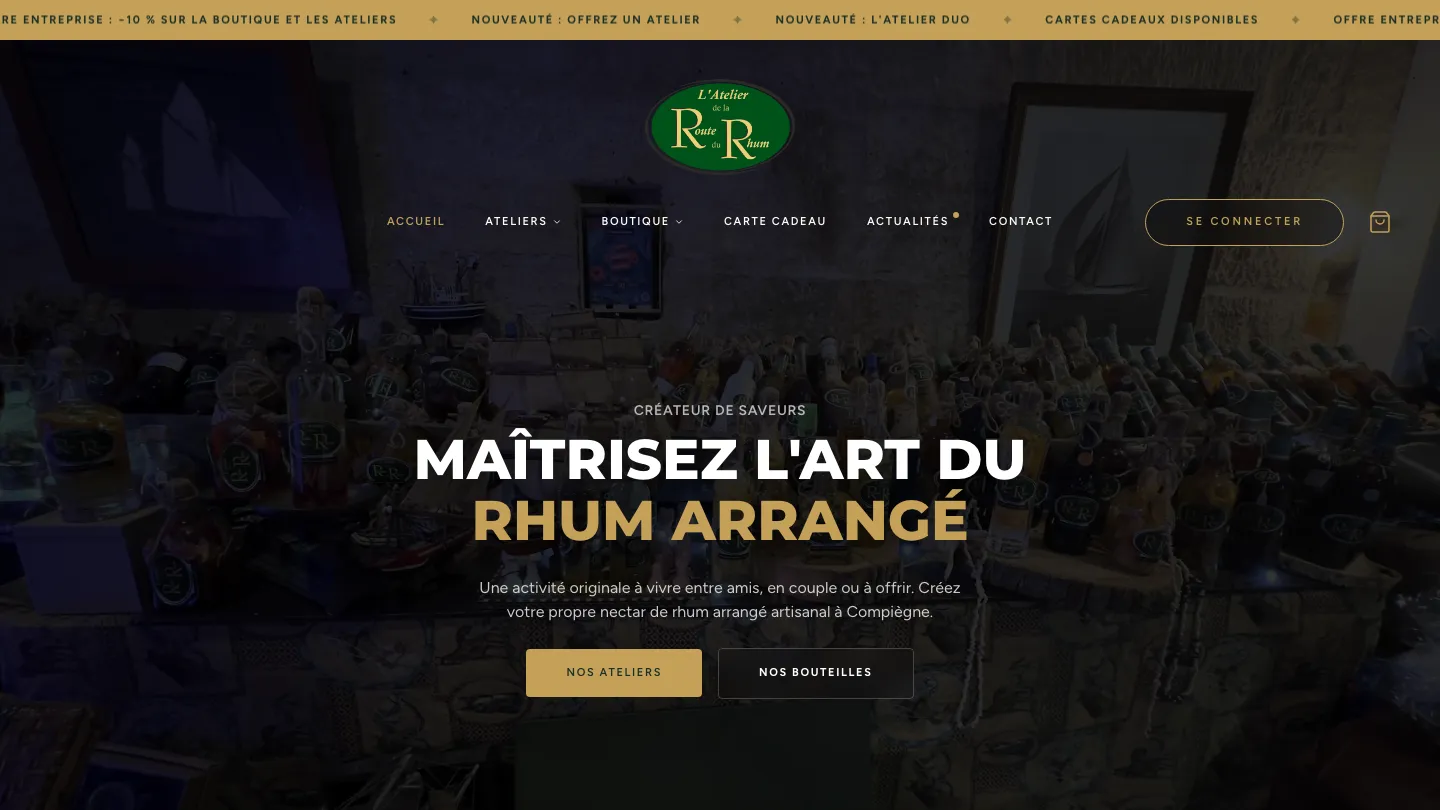 RE ENTREPRISE : -10 % SUR LA BOUTIQUE ET LES ATELIERS
NOUVEAUTÉ : OFFREZ UN ATELIER
NOUVEAUTÉ : L'ATELIER DUO
CARTES CADEAUX DISPONIBLES
OFFRE ENTREPR
L'Atelier
de la
Route
du Rhum
ACCUEIL
ATELIERS
BOUTIQUE
CARTE CADEAU
ACTUALITÉS
CONTACT
SE CONNECTER
CRÉATEUR DE SAVEURS
MAÎTRISEZ L'ART DU
RHUM ARRANGÉ
Une activité originale à vivre entre amis, en couple ou à offrir. Créez
votre propre nectar de rhum arrangé artisanal à Compiègne.
NOS ATELIERS
NOS BOUTEILLES